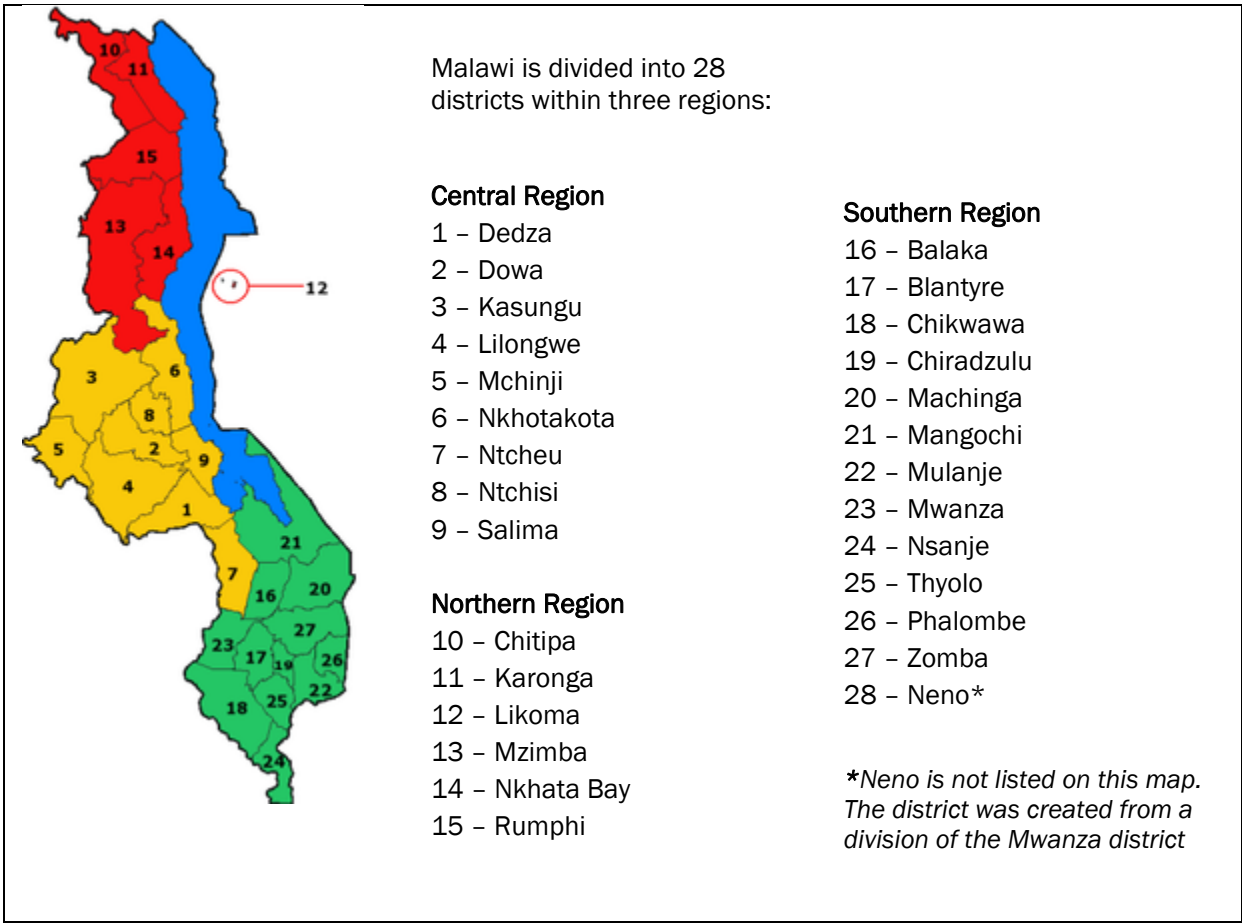 10
11
15
13
14
12
3
6
8
5
2
9
4
1
21
7
16
20
27
23
17
19
26
22
25
18
24
Malawi is divided into 28
districts within three regions:
Central Region
1 – Dedza
2 – Dowa
3 – Kasungu
4 – Lilongwe
5 – Mchinji
6 – Nkhotakota
7 – Ntcheu
8 – Ntchisi
9 – Salima
Northern Region
10 – Chitipa
11 – Karonga
12 – Likoma
13 – Mzimba
14 – Nkhata Bay
15 – Rumphi
Southern Region
16 – Balaka
17 – Blantyre
18 – Chikwawa
19 – Chiradzulu
20 – Machinga
21 – Mangochi
22 – Mulanje
23 – Mwanza
24 – Nsanje
25 – Thyolo
26 – Phalombe
27 – Zomba
28 – Neno*
*Neno is not listed on this map.
The district was created from a
division of the Mwanza district